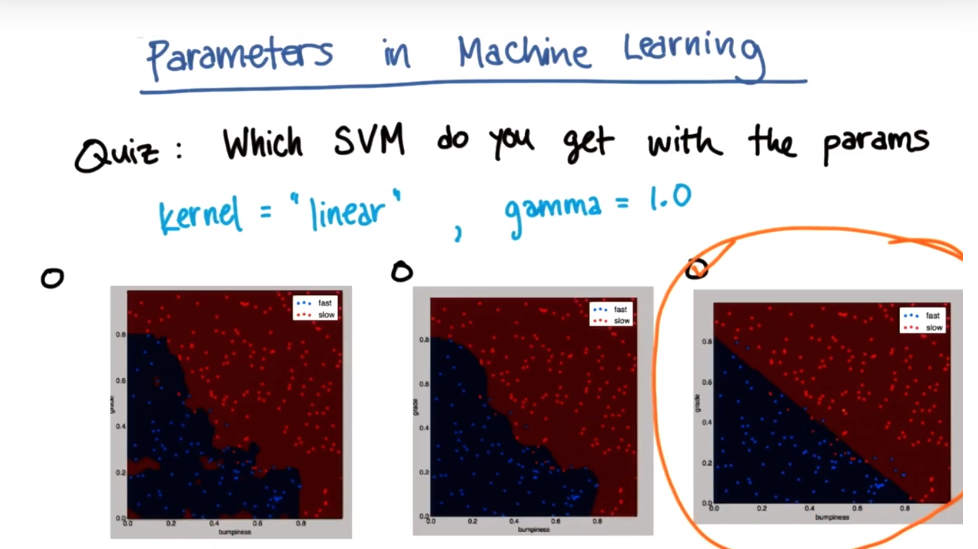 Parameters in Machine Learning
Quiz: Which SVM do you get with the params
kernel = "linear" , gamma = 1.0
fast
slow
0.8
0.6
0.4
0.2
0.0
grade
0.0 0.2 0.4 0.6 0.8
bumpiness
fast
slow
0.8
0.6
0.4
0.2
0.0
grade
0.0 0.2 0.4 0.6 0.8
bumpiness
fast
slow
0.8
0.6
0.4
0.2
0.0
grade
0.0 0.2 0.4 0.6 0.8
bumpiness